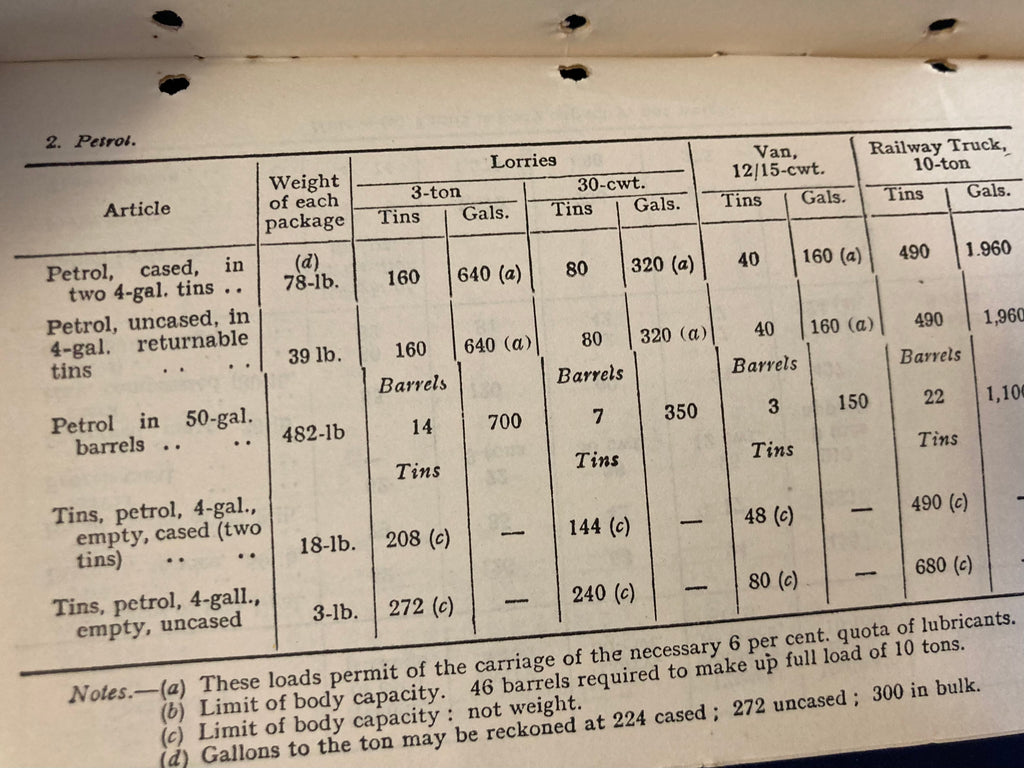 2. Petrol.
Article Weight of each package Lorries Van, 12/15-cwt. Railway Truck, 10-ton
3-ton 30-cwt.
Tins Gals. Tins Gals. Tins Gals. Tins Gals.
Petrol, cased, in (d)
two 4-gal. tins .. 78-lb. 160 640 (a) 80 320 (a) 40 160 (a) 490 1.960
Petrol, uncased, in
4-gal. returnable
tins .. .. 39 lb. 160 640 (a) 80 320 (a) 40 160 (a) 490 1,960
Barrels Barrels Barrels Barrels
Petrol in 50-gal.
barrels .. .. 482-lb 14 700 7 350 3 150 22 1,100
Tins Tins Tins Tins
Tins, petrol, 4-gal.,
empty, cased (two
tins) .. .. 18-lb. 208 (c) — 144 (c) — 48 (c) — 490 (c) —
Tins, petrol, 4-gall.,
empty, uncased 3-lb. 272 (c) — 240 (c) — 80 (c) — 680 (c) -
Notes.—(a) These loads permit of the carriage of the necessary 6 per cent. quota of lubricants.
(b) Limit of body capacity. 46 barrels required to make up full load of 10 tons.
(c) Limit of body capacity : not weight.
(d) Gallons to the ton may be reckoned at 224 cased ; 272 uncased ; 300 in bulk.